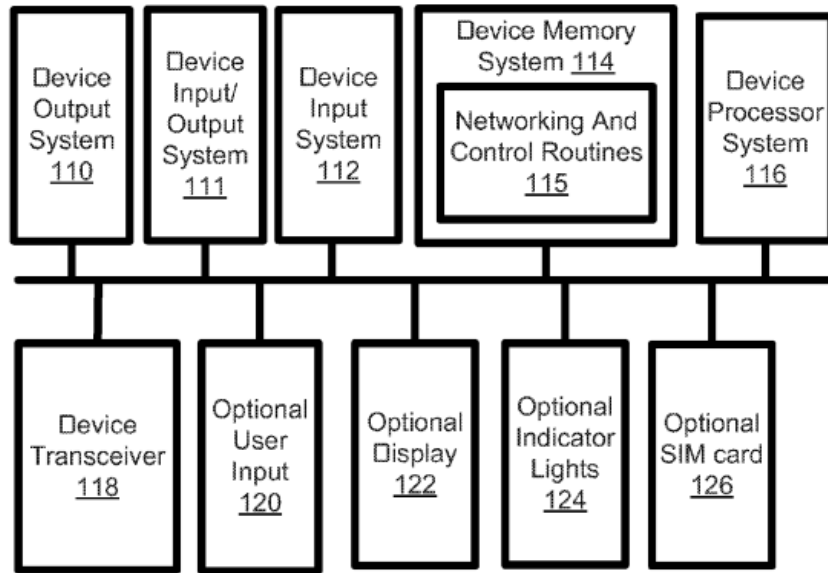 Device
Output
System
110
Device
Input/
Output
System
111
Device
Input
System
112
Device Memory
System 114
Networking And
Control Routines
115
Device
Processor
System
116
Device
Transceiver
118
Optional
User
Input
120
Optional
Display
122
Optional
Indicator
Lights
124
Optional
SIM card
126